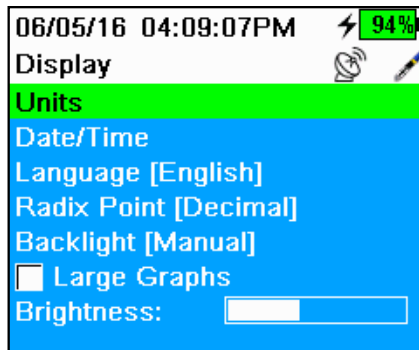 06/05/16 04:09:07PM 94%
Display
Units
Date/Time
Language [English]
Radix Point [Decimal]
Backlight [Manual]
Large Graphs
Brightness: